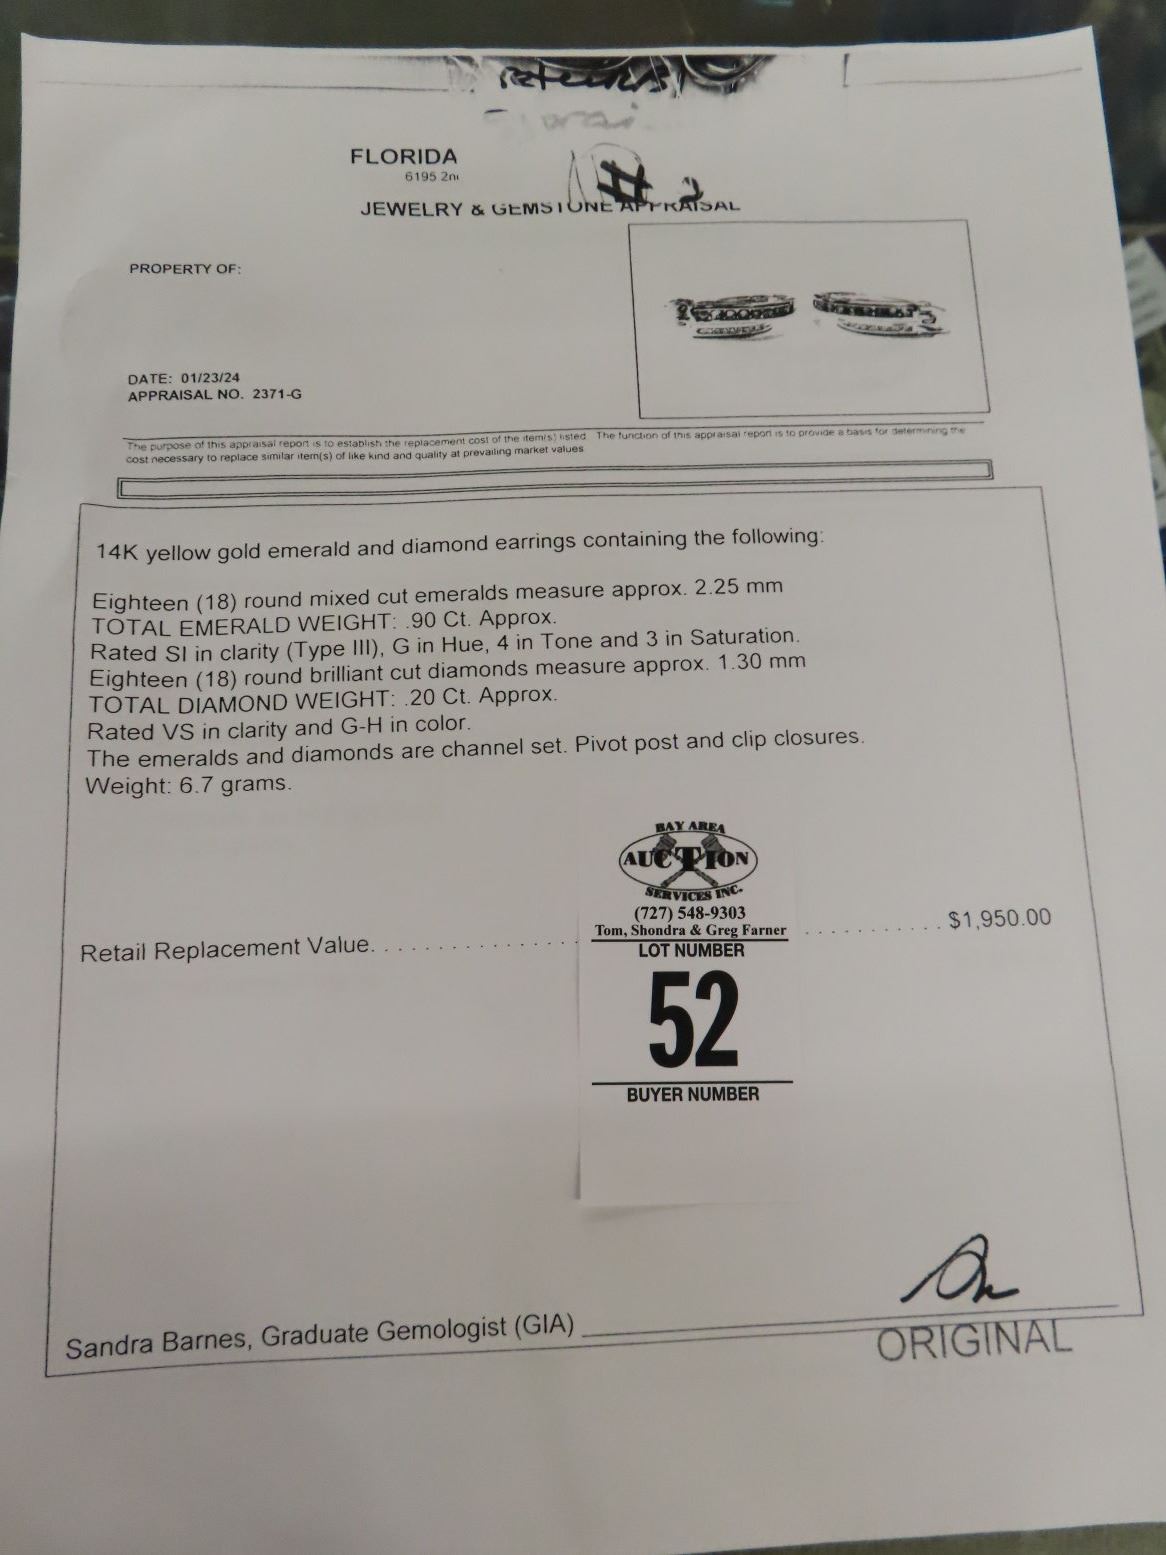 FLORIDA
6195
# 2
JEWELRY & GEMSTONE APPRAISAL
PROPERTY OF:
DATE: 01/23/24
APPRAISAL NO. 2371-G
The purpose of this appraisal report is to establish the replacement cost of the item(s) listed. The function of this appraisal report is to provide a basis for determining the
cost necessary to replace similar item(s) of like kind and quality at prevailing market values
14K yellow gold emerald and diamond earrings containing the following:
Eighteen (18) round mixed cut emeralds measure approx. 2.25 mm
TOTAL EMERALD WEIGHT: .90 Ct. Approx.
Rated SI in clarity (Type III), G in Hue, 4 in Tone and 3 in Saturation.
Eighteen (18) round brilliant cut diamonds measure approx. 1.30 mm
TOTAL DIAMOND WEIGHT: .20 Ct. Approx.
Rated VS in clarity and G-H in color.
The emeralds and diamonds are channel set. Pivot post and clip closures.
Weight: 6.7 grams.
BAY AREA
AUCTION
SERVICES INC.
(727) 548-9303
Tom, Shondra & Greg Farner
Retail Replacement Value. . . . . . . . . . . . . . . . . . . . . . . . . . $1,950.00
LOT NUMBER
52
BUYER NUMBER
Sandra Barnes, Graduate Gemologist (GIA)
ORIGINAL